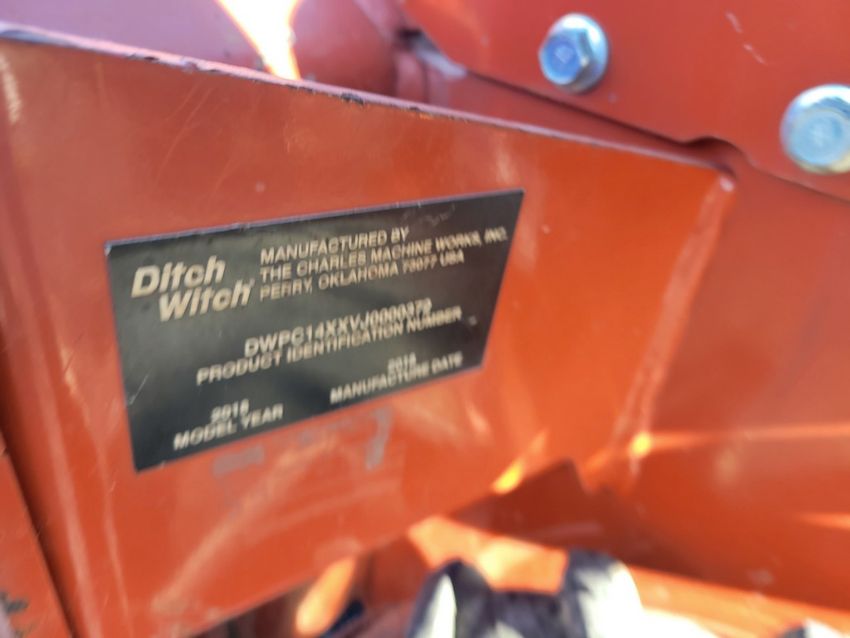 Ditch
Witch
MANUFACTURED BY
THE CHARLES MACHINE WORKS, INC.
PERRY, OKLAHOMA 73077 USA
PRODUCT IDENTIFICATION NUMBER
MODEL YEAR
MANUFACTURE DATE